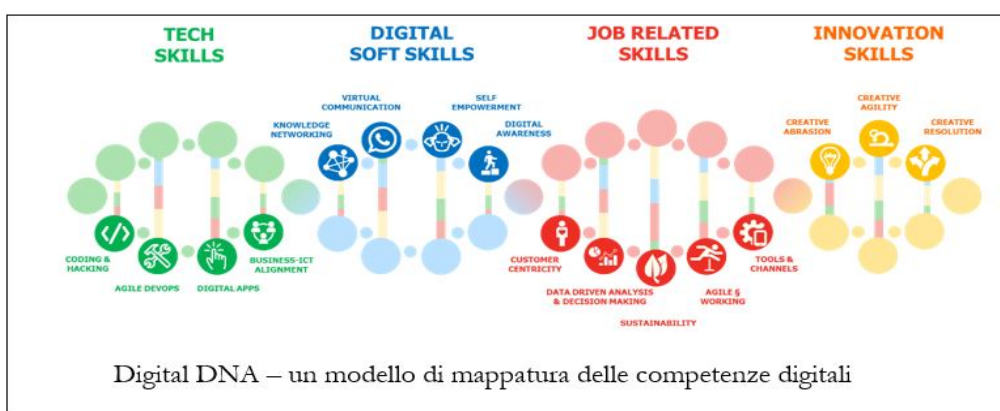 TECH
SKILLS
DIGITAL
SOFT SKILLS
JOB RELATED
SKILLS
INNOVATION
SKILLS
KNOWLEDGE
NETWORKING
VIRTUAL
COMMUNICATION
SELF
EMPOWERMENT
DIGITAL
AWARENESS
CREATIVE
ABRASION
CREATIVE
AGILITY
CREATIVE
RESOLUTION
CODING &
HACKING
AGILE DEVOPS
DIGITAL APPS
BUSINESS-ICT
ALIGNMENT
CUSTOMER
CENTRICITY
DATA DRIVEN ANALYSIS
& DECISION MAKING
SUSTAINABILITY
AGILE §
WORKING
TOOLS &
CHANNELS
Digital DNA – un modello di mappatura delle competenze digitali